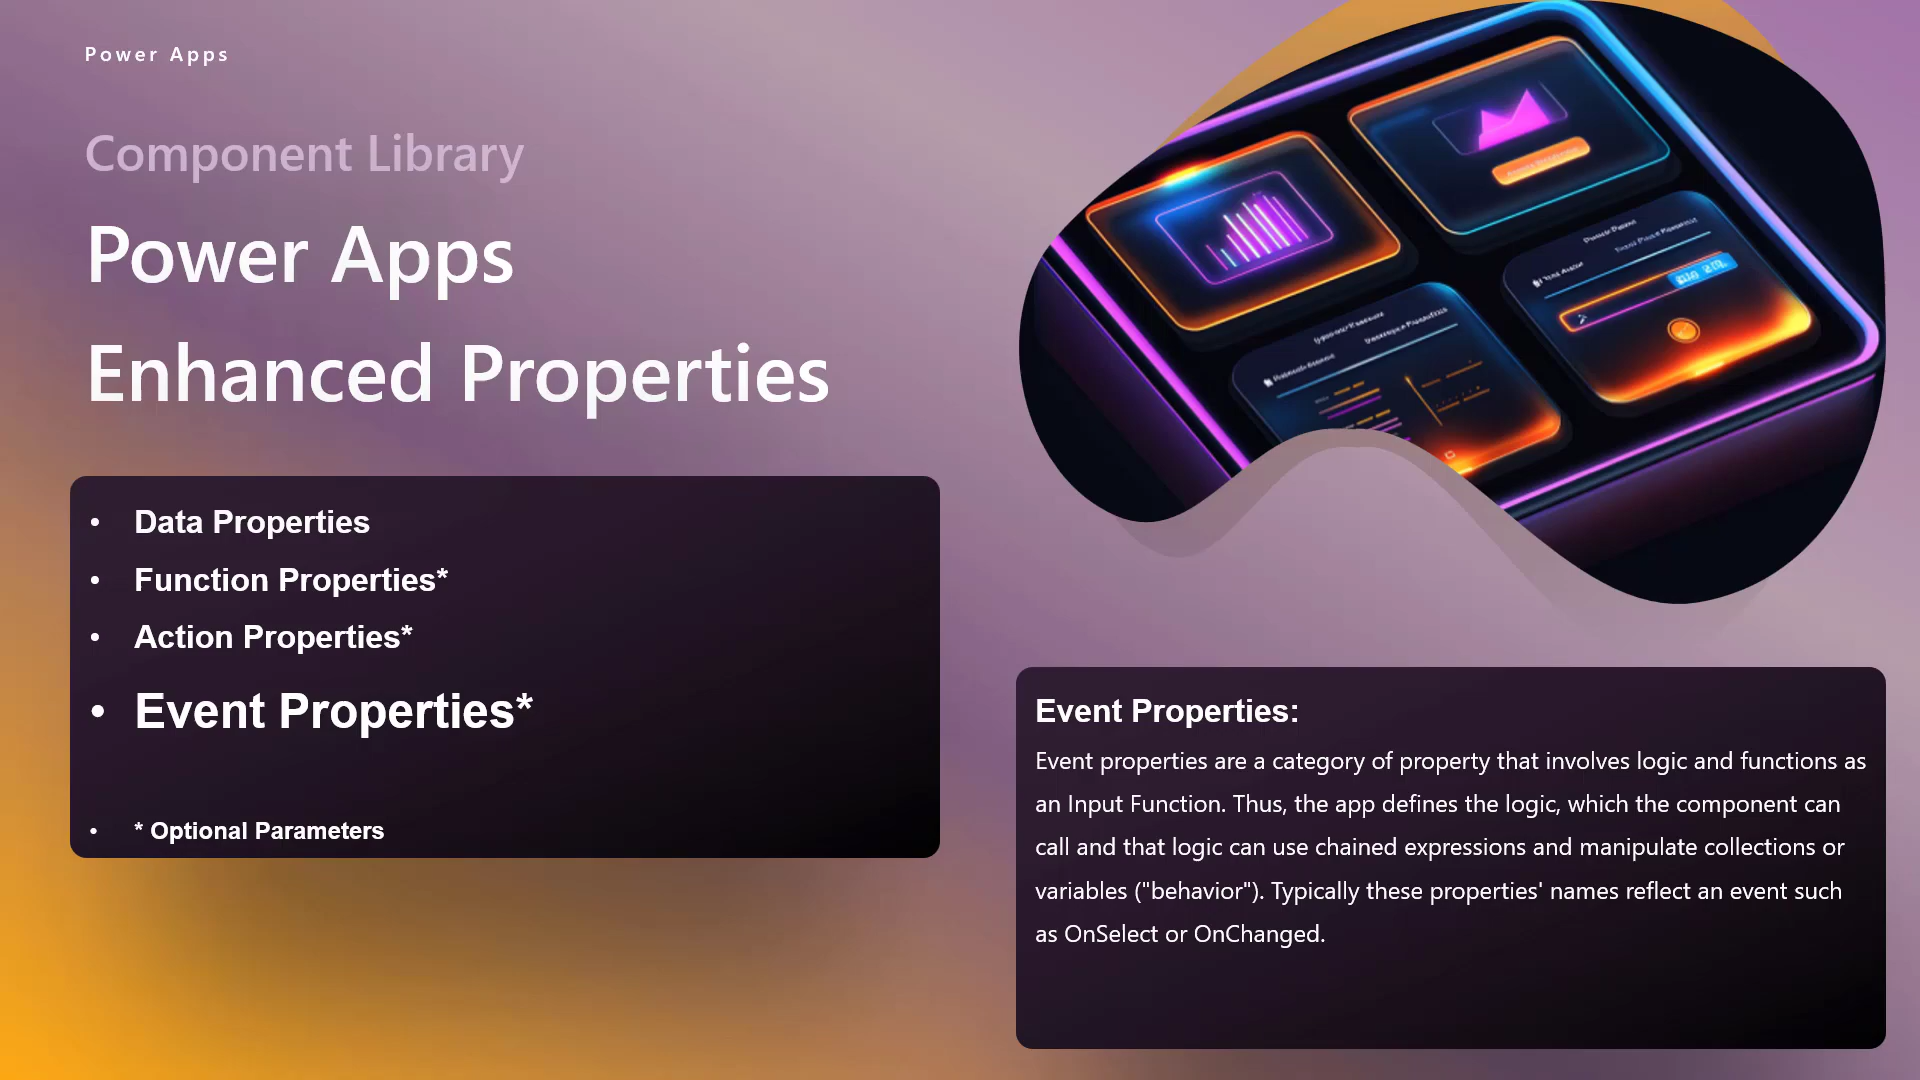 Power Apps
Component Library
Power Apps
Enhanced Properties
• Data Properties
• Function Properties*
• Action Properties*
• Event Properties*
• * Optional Parameters
Event Properties:
Event properties are a category of property that involves logic and functions as
an Input Function. Thus, the app defines the logic, which the component can
call and that logic can use chained expressions and manipulate collections or
variables ("behavior"). Typically these properties' names reflect an event such
as OnSelect or OnChanged.